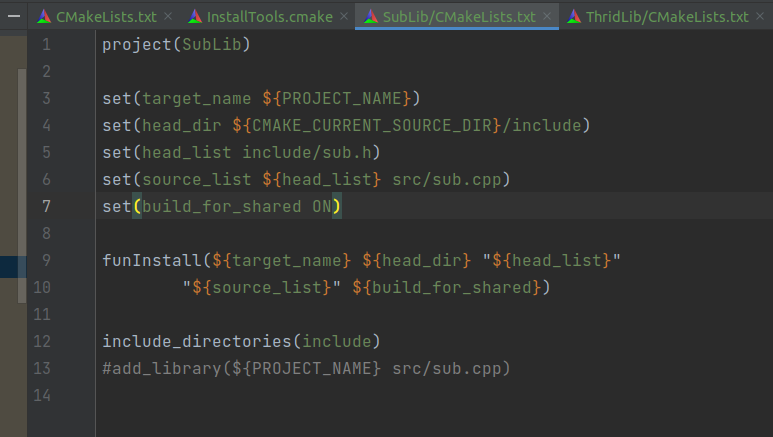 CMakeLists.txt InstallTools.cmake SubLib/CMakeLists.txt ThridLib/CMakeLists.txt
1 project(SubLib)
2
3 set(target_name ${PROJECT_NAME})
4 set(head_dir ${CMAKE_CURRENT_SOURCE_DIR}/include)
5 set(head_list include/sub.h)
6 set(source_list ${head_list} src/sub.cpp)
7 set(build_for_shared ON)
8
9 funInstall(${target_name} ${head_dir} "${head_list}"
10 "${source_list}" ${build_for_shared})
11
12 include_directories(include)
13 #add_library(${PROJECT_NAME} src/sub.cpp)
14